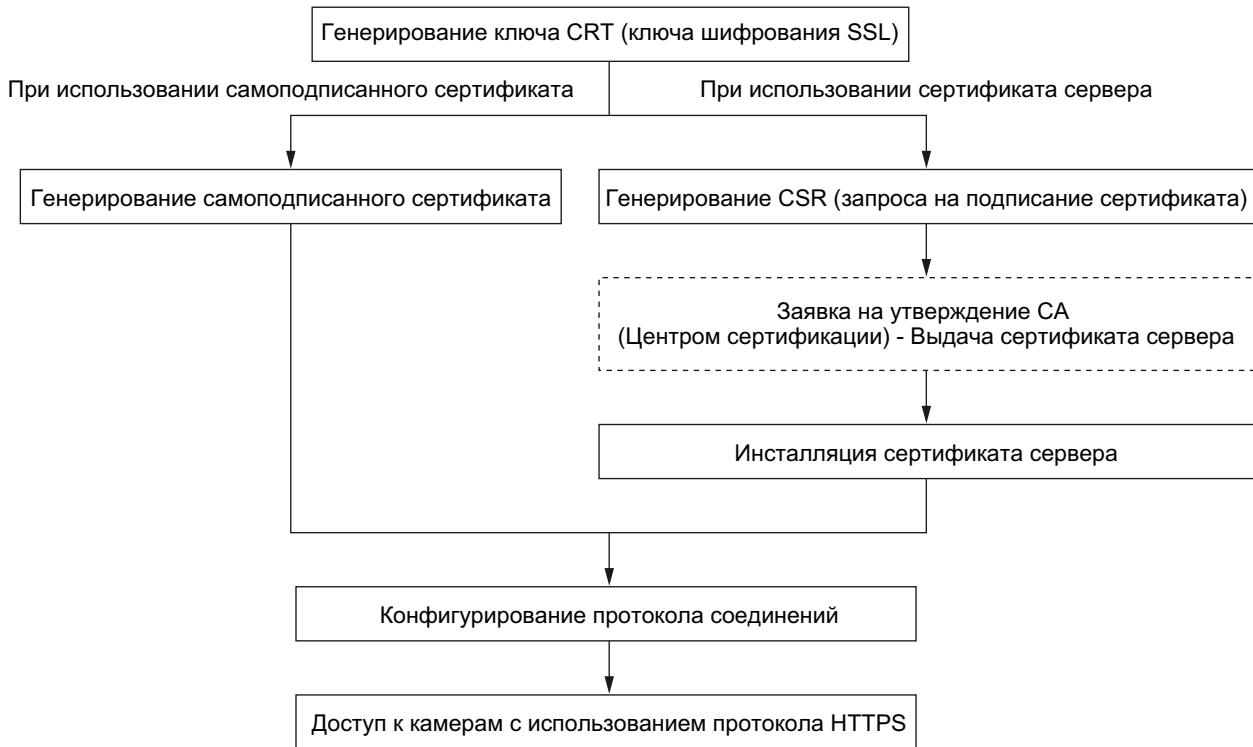 Генерирование ключа CRT (ключа шифрования SSL)
При использовании самоподписанного сертификата
При использовании сертификата сервера
Генерирование самоподписанного сертификата
Генерирование CSR (запроса на подписание сертификата)
Заявка на утверждение CA
(Центром сертификации) - Выдача сертификата сервера
Инсталляция сертификата сервера
Конфигурирование протокола соединений
Доступ к камерам с использованием протокола HTTPS